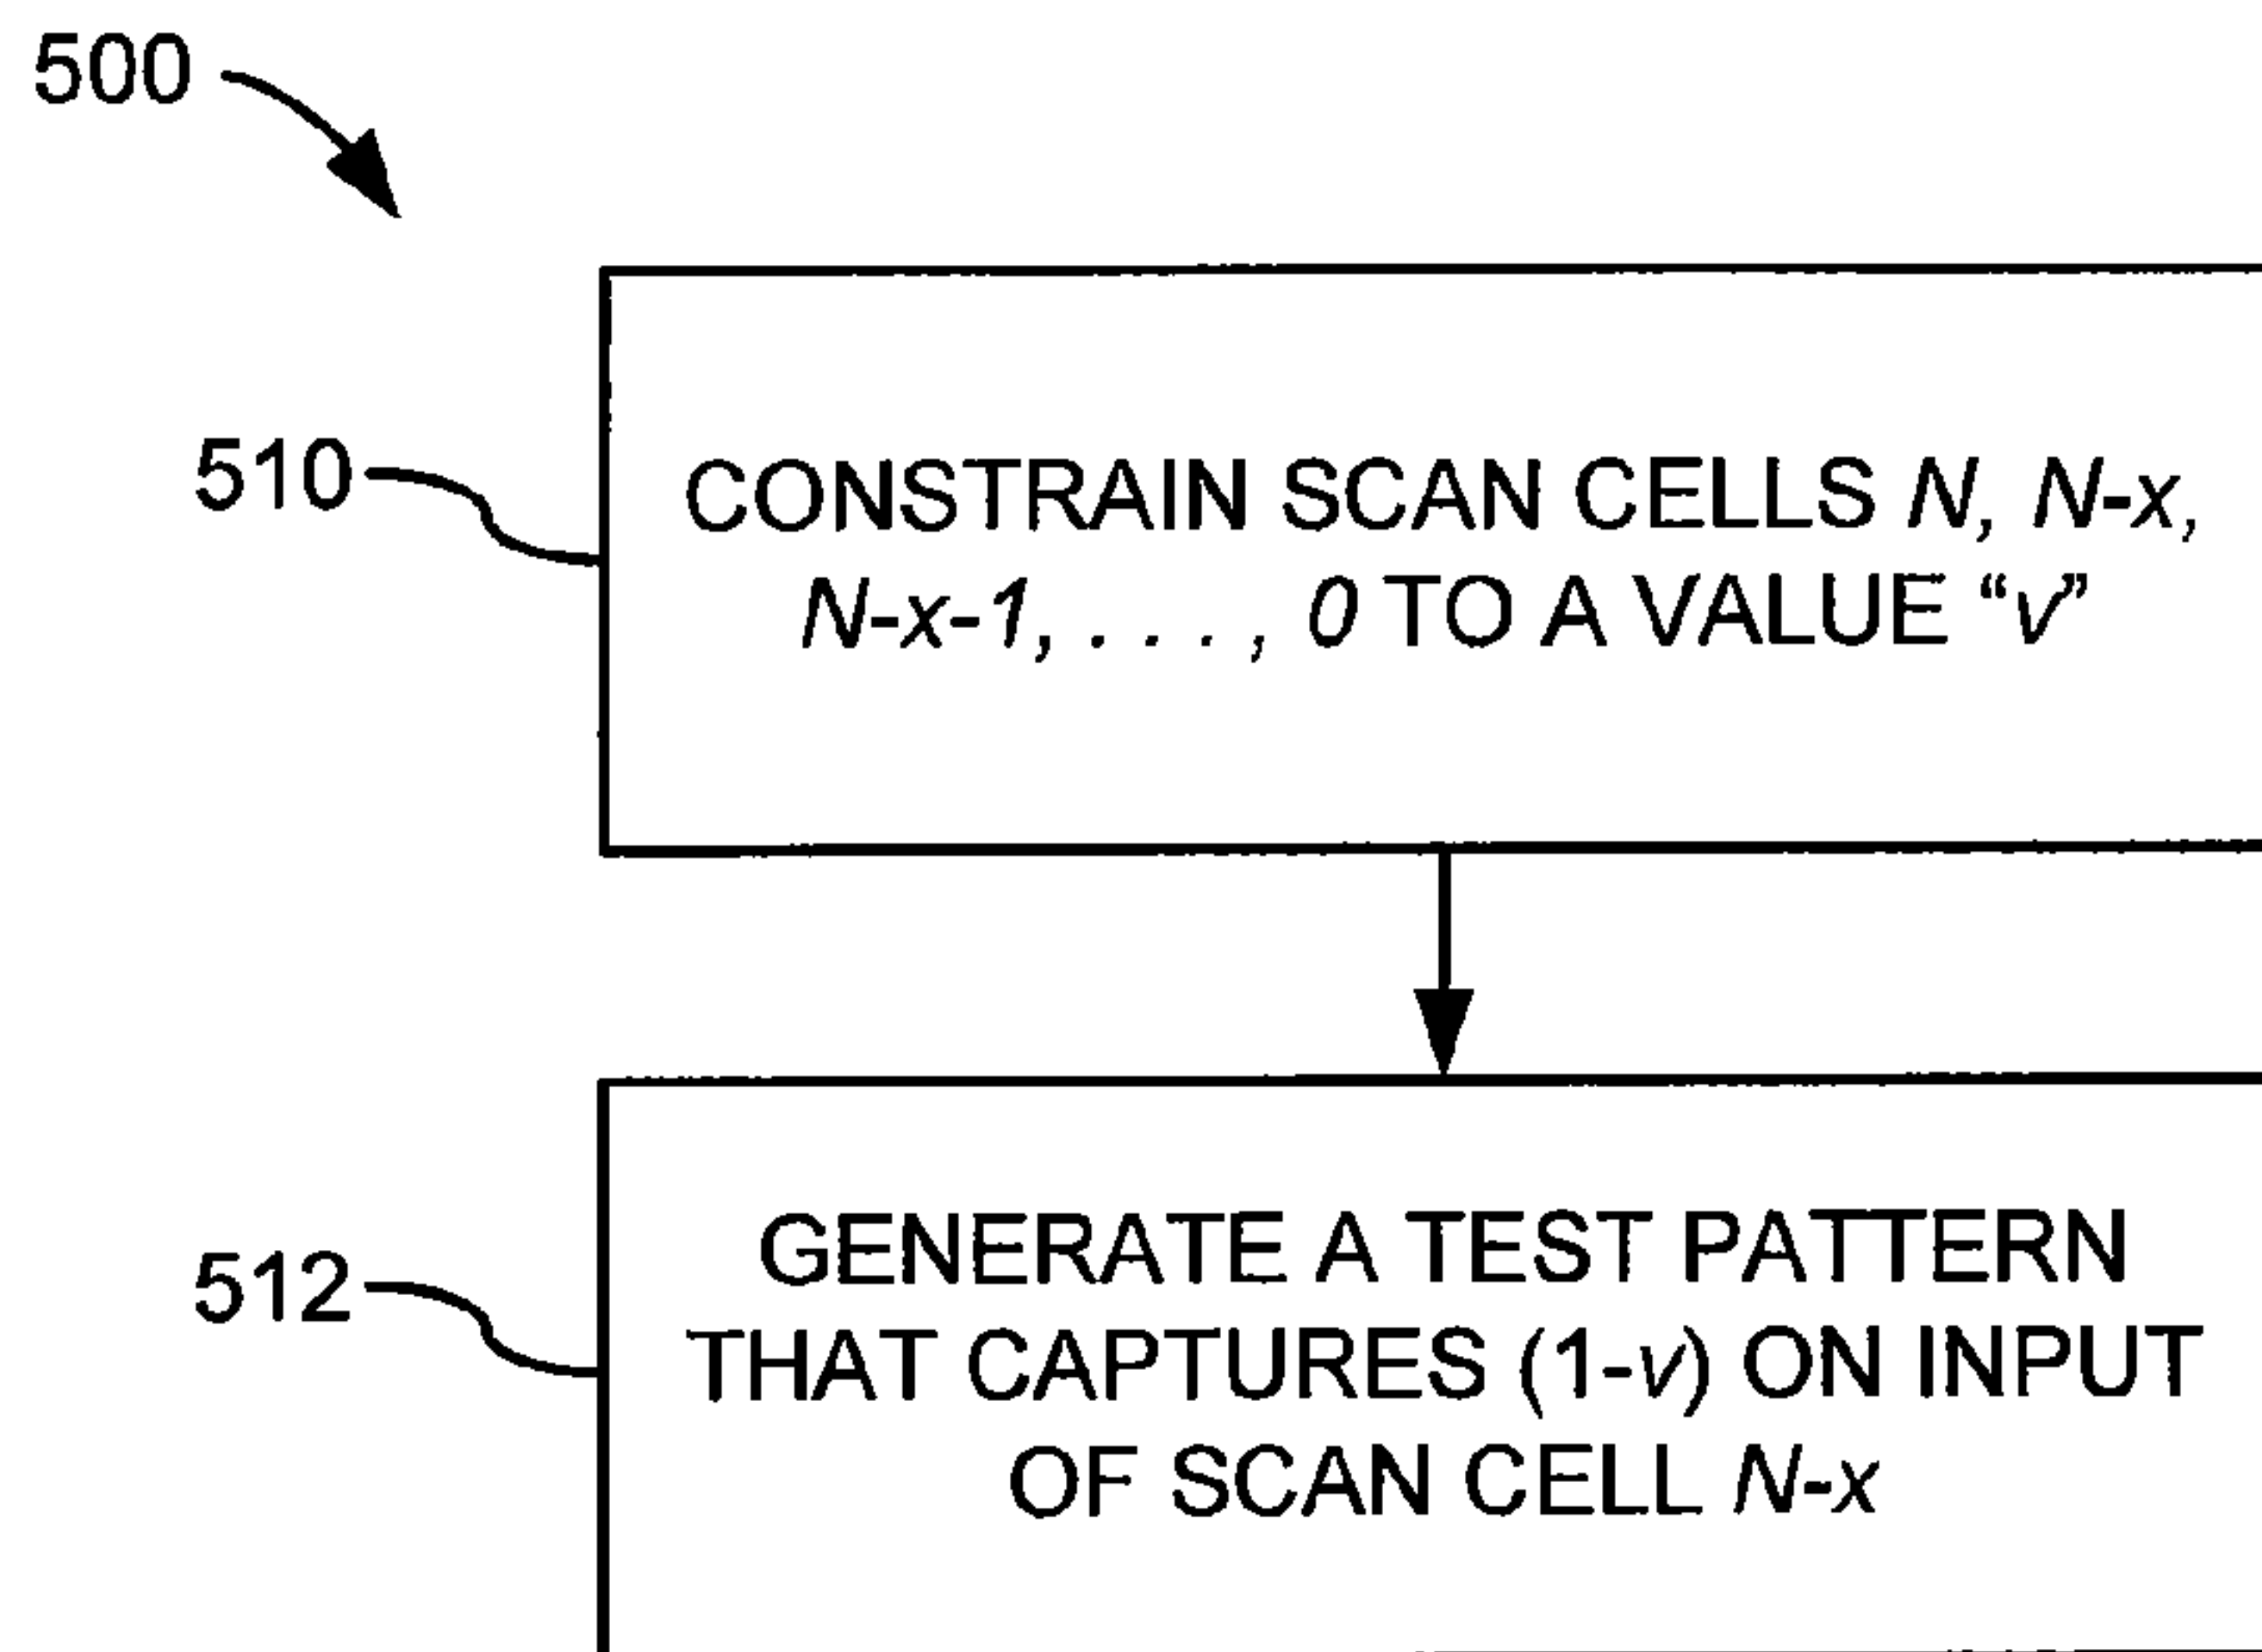 500
510
CONSTRAIN SCAN CELLS N, N-x,
N-x-1, . . . , 0 TO A VALUE “v”
512
GENERATE A TEST PATTERN
THAT CAPTURES (1-v) ON INPUT
OF SCAN CELL N-x